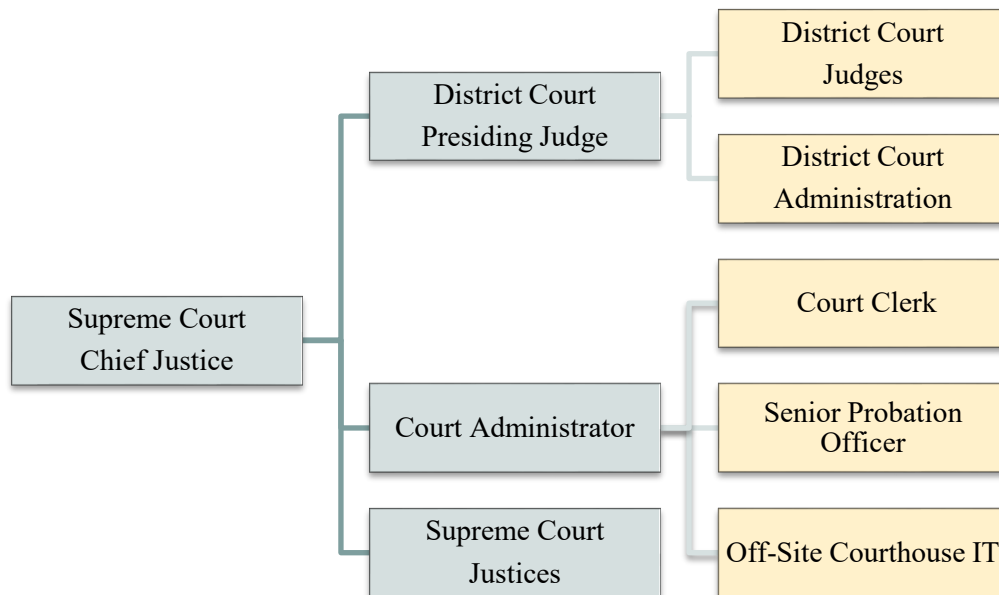 District Court
Judges
District Court
Presiding Judge
District Court
Administration
Supreme Court
Chief Justice
Court Clerk
Court Administrator
Senior Probation
Officer
Supreme Court
Justices
Off-Site Courthouse IT